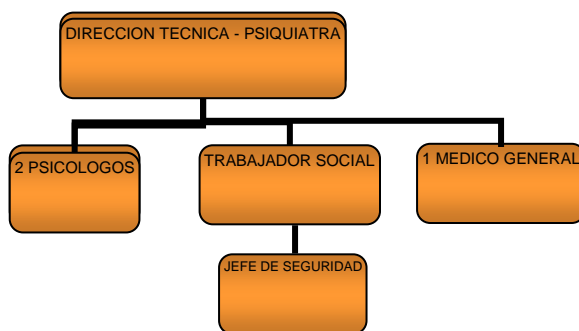 DIRECCION TECNICA - PSIQUIATRA
2 PSICOLOGOS
TRABAJADOR SOCIAL
1 MEDICO GENERAL
JEFE DE SEGURIDAD